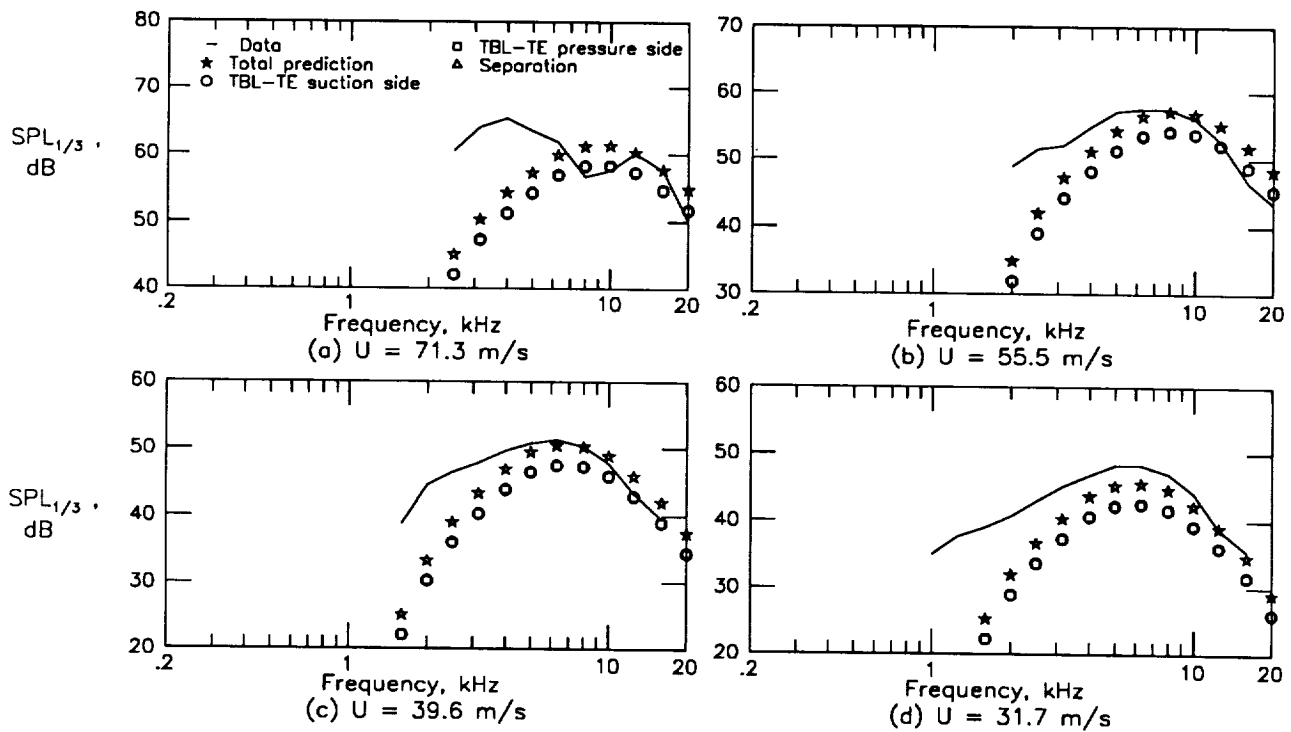 80
70
60
50
40
SPL1/3 ,
dB
Data
Total prediction
TBL-TE suction side
TBL-TE pressure side
Separation
.2
1
10
20
Frequency, kHz
(a) U = 71.3 m/s
70
60
50
40
30
.2
1
10
20
Frequency, kHz
(b) U = 55.5 m/s
60
50
40
30
20
SPL1/3 ,
dB
.2
1
10
20
Frequency, kHz
(c) U = 39.6 m/s
60
50
40
30
20
.2
1
10
20
Frequency, kHz
(d) U = 31.7 m/s